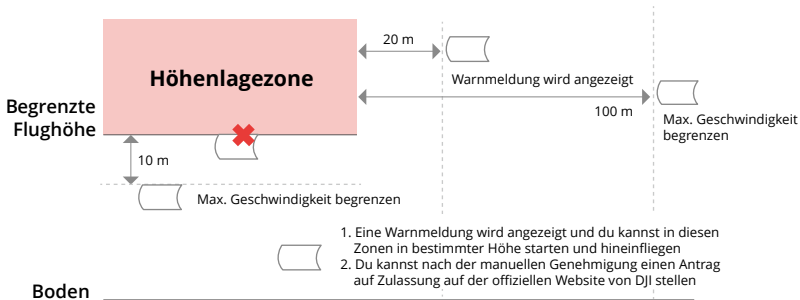 20 m
Höhenlagezone
Warnmeldung wird angezeigt
Begrenzte
Flughöhe
100 m
Max. Geschwindigkeit
begrenzen
10 m
Max. Geschwindigkeit begrenzen
1. Eine Warnmeldung wird angezeigt und du kannst in diesen
Zonen in bestimmter Höhe starten und hineinfliegen
2. Du kannst nach der manuellen Genehmigung einen Antrag
auf Zulassung auf der offiziellen Website von DJI stellen
Boden